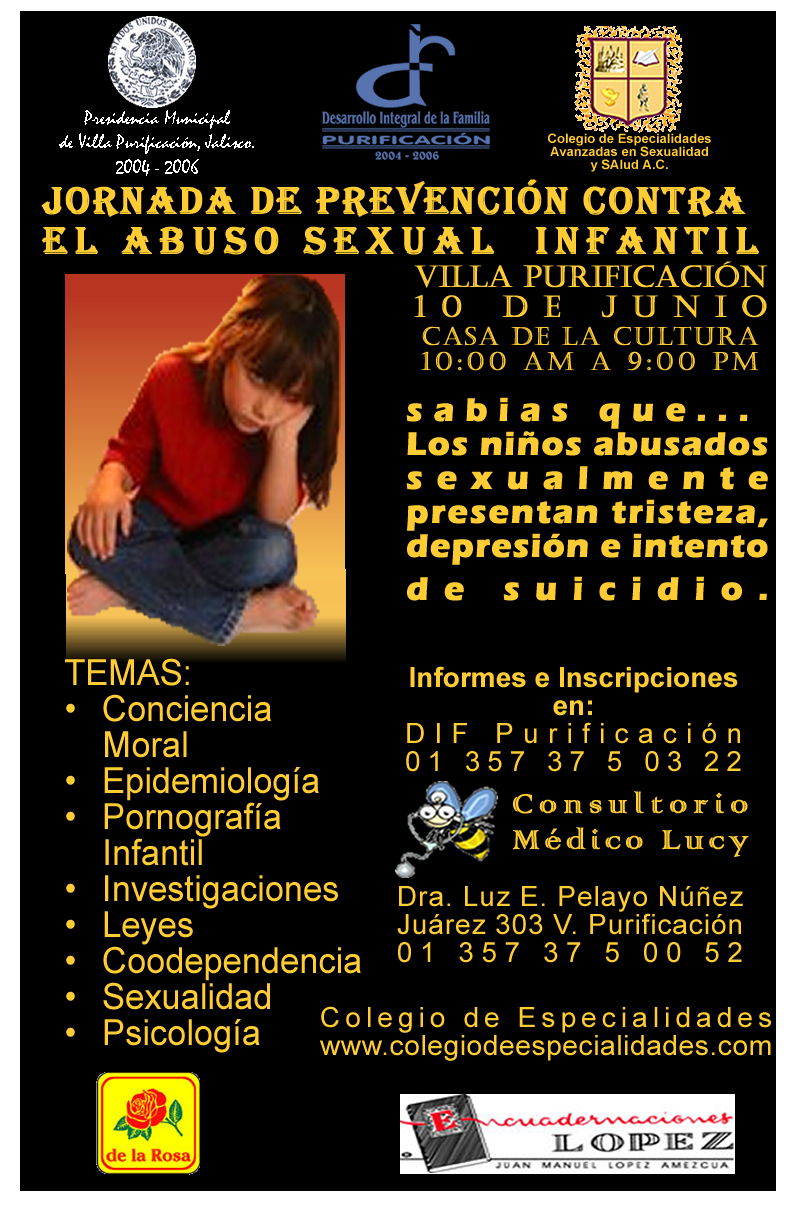 ESTADOS UNIDOS MEXICANOS
Presidencia Municipal
de Villa Purificación, Jalisco.
2004 - 2006
Desarrollo Integral de la Familia
PURIFICACIÓN
2004 - 2006
Colegio de Especialidades
Avanzadas en Sexualidad
y SAlud A.C.
JORNADA DE PREVENCIÓN CONTRA
EL ABUSO SEXUAL INFANTIL
VILLA PURIFICACIÓN
10 DE JUNIO
CASA DE LA CULTURA
10:00 AM A 9:00 PM
sabias que...
Los niños abusados
sexualmente
presentan tristeza,
depresión e intento
de suicidio.
TEMAS:
• Conciencia
Moral
• Epidemiología
• Pornografía
Infantil
• Investigaciones
• Leyes
• Coodependencia
• Sexualidad
• Psicología
Informes e Inscripciones
en:
DIF Purificación
01 357 37 5 03 22
Consultorio
Médico Lucy
Dra. Luz E. Pelayo Núñez
Juárez 303 V. Purificación
01 357 37 5 00 52
Colegio de Especialidades
www.colegiodeespecialidades.com
de la Rosa
Encuadernaciones
LOPEZ
JUAN MANUEL LOPEZ AMEZCUA